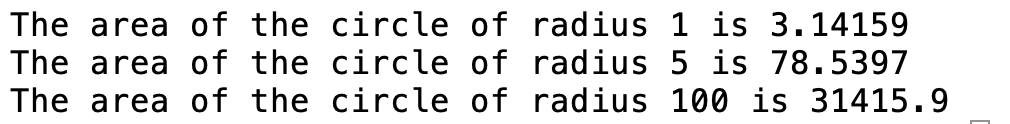 The area of the circle of radius 1 is 3.14159
The area of the circle of radius 5 is 78.5397
The area of the circle of radius 100 is 31415.9